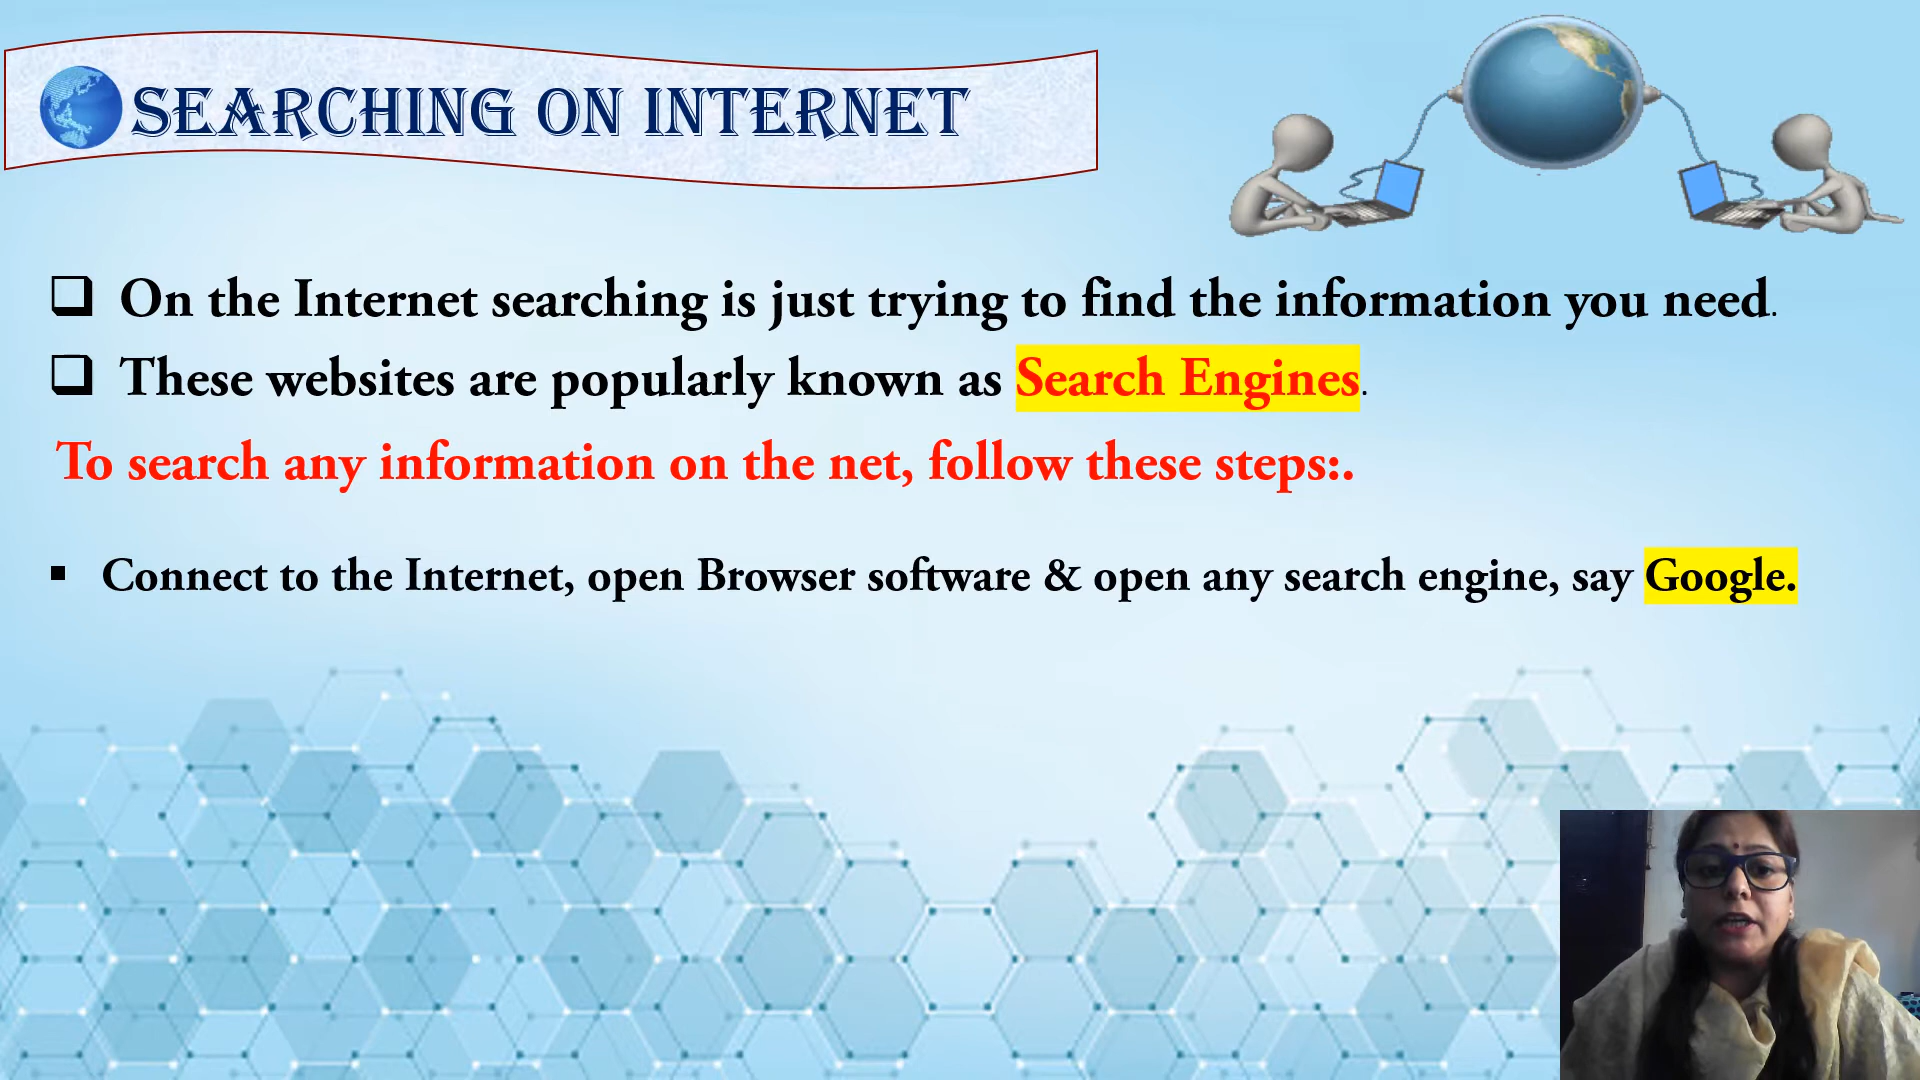 SEARCHING ON INTERNET
❑ On the Internet searching is just trying to find the information you need.
❑ These websites are popularly known as Search Engines.
To search any information on the net, follow these steps:.
▪ Connect to the Internet, open Browser software & open any search engine, say Google.